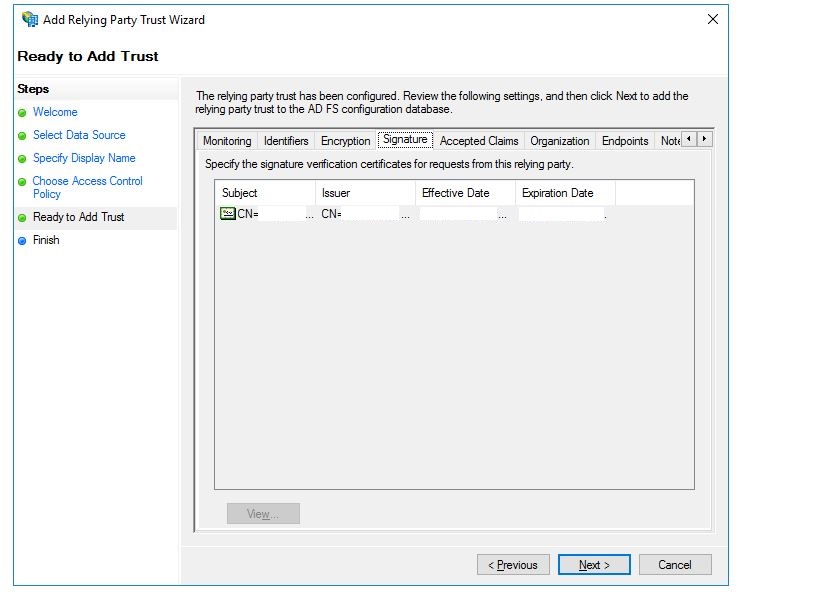 Add Relying Party Trust Wizard
Ready to Add Trust
Steps
Welcome
Select Data Source
Specify Display Name
Choose Access Control
Policy
Ready to Add Trust
Finish
The relying party trust has been configured. Review the following settings, and then click Next to add the
relying party trust to the AD FS configuration database.
Monitoring Identifiers Encryption Signature Accepted Claims Organization Endpoints Note
Specify the signature verification certificates for requests from this relying party.
Subject Issuer Effective Date Expiration Date
CN= ... CN= ... ... .
View...
< Previous Next > Cancel